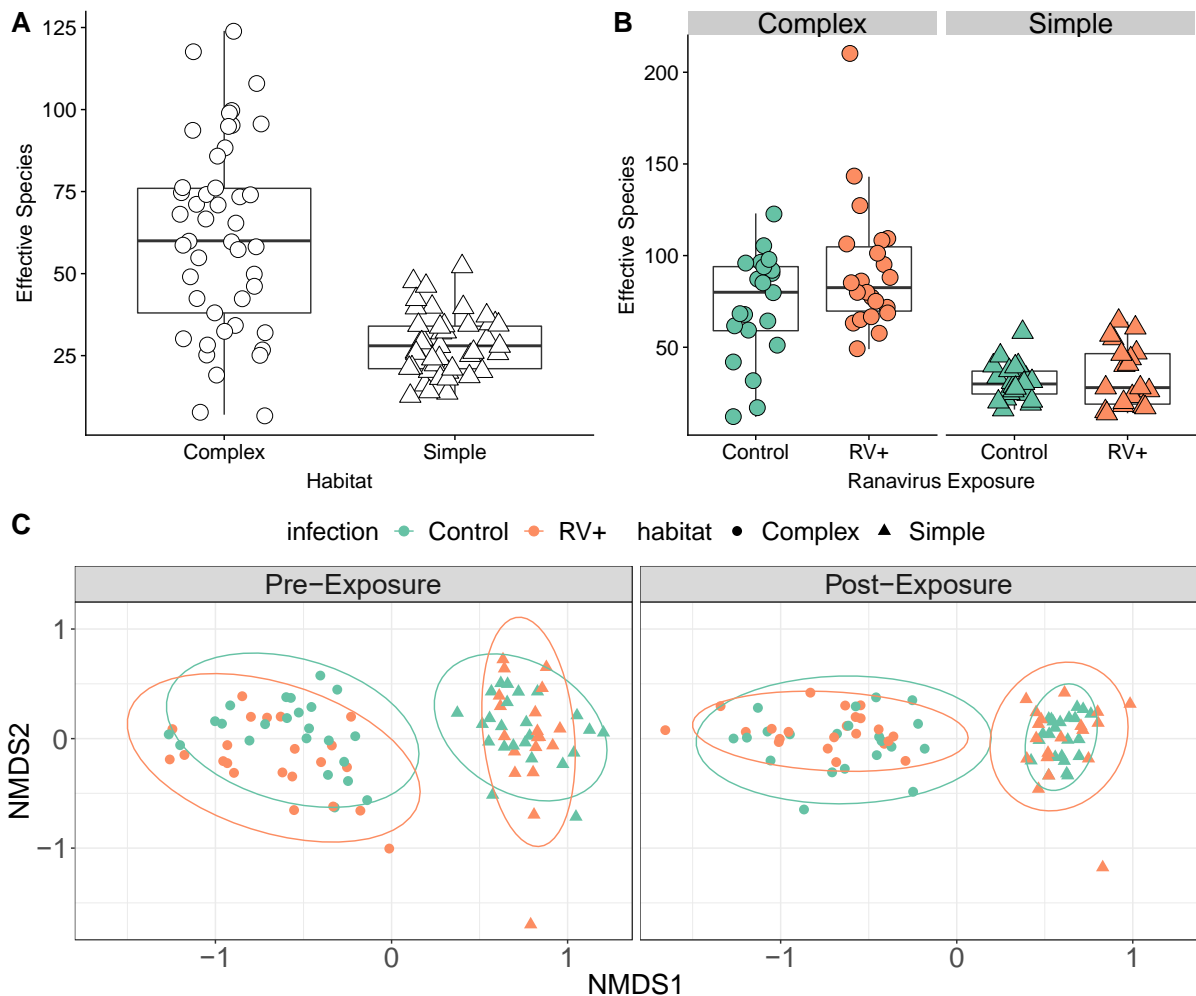 A
125
100
75
50
25
Effective Species
Complex
Simple
Habitat
B
Complex
Simple
200
150
100
50
Effective Species
Control
RV+
Control
RV+
Ranavirus Exposure
C
infection Control RV+ habitat Complex Simple
Pre−Exposure
Post−Exposure
1
0
−1
NMDS2
−1
0
1
−1
0
1
NMDS1